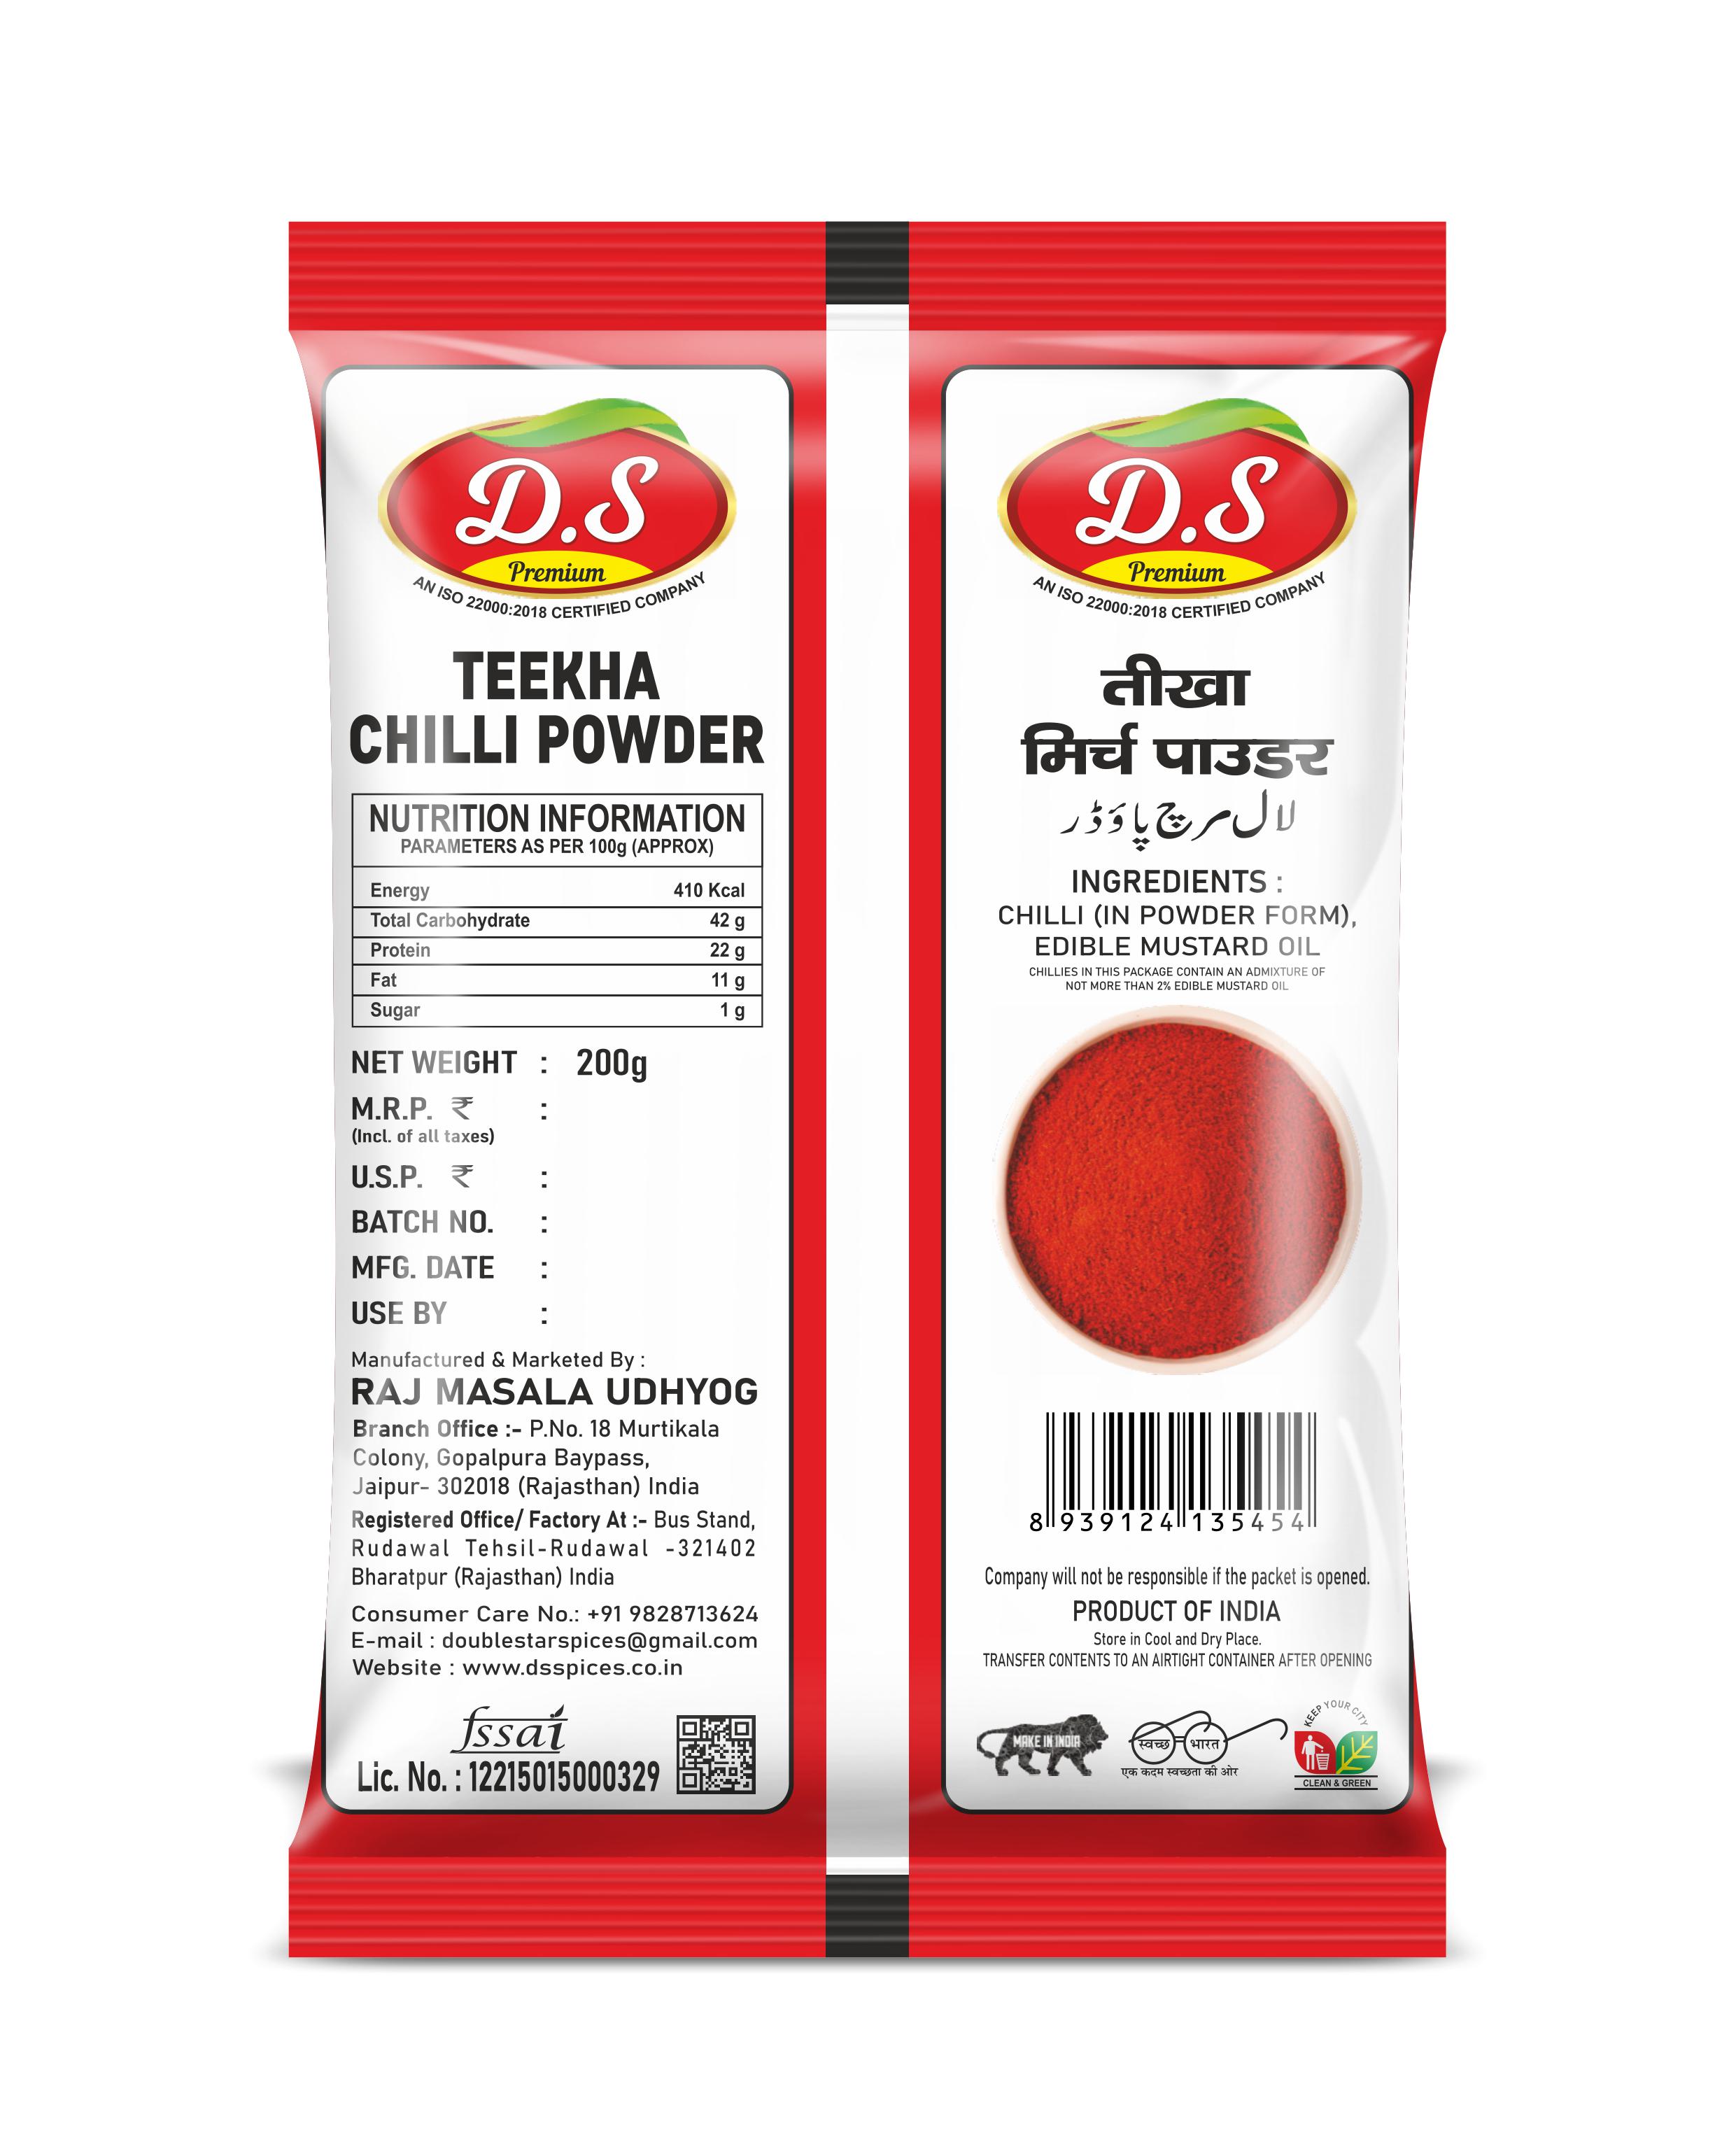 D.S
Premium
AN ISO 22000:2018 CERTIFIED COMPANY
TEEKHA
CHILLI POWDER
NUTRITION INFORMATION
PARAMETERS AS PER 100g (APPROX)
Energy 410 Kcal
Total Carbohydrate 42 g
Protein 22 g
Fat 11 g
Sugar 1 g
NET WEIGHT : 200g
M.R.P. ₹ :
(Incl. of all taxes)
U.S.P. ₹ :
BATCH NO. :
MFG. DATE :
USE BY :
Manufactured & Marketed By :
RAJ MASALA UDHYOG
Branch Office :- P.No. 18 Murtikala
Colony, Gopalpura Baypass,
Jaipur- 302018 (Rajasthan) India
Registered Office/ Factory At :- Bus Stand,
Rudawal Tehsil-Rudawal -321402
Bharatpur (Rajasthan) India
Consumer Care No.: +91 9828713624
E-mail : doublestarspices@gmail.com
Website : www.dsspices.co.in
fssai
Lic. No. : 12215015000329
D.S
Premium
AN ISO 22000:2018 CERTIFIED COMPANY
तीखा
मिर्च पाउडर
لال مرچ پاؤڈر
INGREDIENTS :
CHILLI (IN POWDER FORM),
EDIBLE MUSTARD OIL
CHILLIES IN THIS PACKAGE CONTAIN AN ADMIXTURE OF
NOT MORE THAN 2% EDIBLE MUSTARD OIL
8 939124 135454
Company will not be responsible if the packet is opened.
PRODUCT OF INDIA
Store in Cool and Dry Place.
TRANSFER CONTENTS TO AN AIRTIGHT CONTAINER AFTER OPENING
MAKE IN INDIA
स्वच्छ भारत
एक कदम स्वच्छता की ओर
KEEP YOUR CITY
CLEAN & GREEN